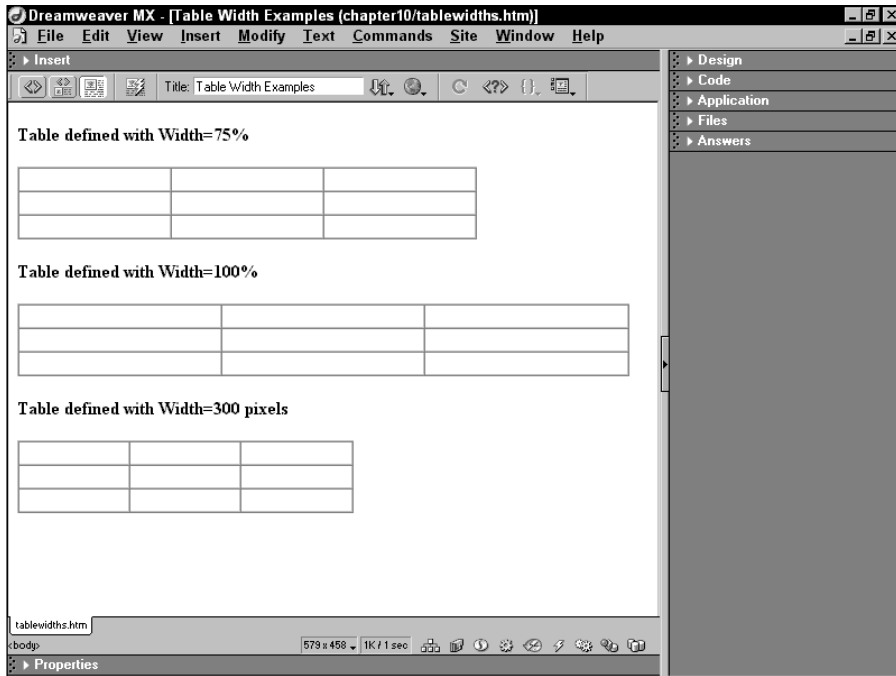 Dreamweaver MX - [Table Width Examples (chapter10/tablewidths.htm)]
File Edit View Insert Modify Text Commands Site Window Help
Insert
Title: Table Width Examples
Table defined with Width=75%
Table defined with Width=100%
Table defined with Width=300 pixels
tablewidths.htm
<body>
579 x 458 1K / 1 sec
Properties
Design
Code
Application
Files
Answers